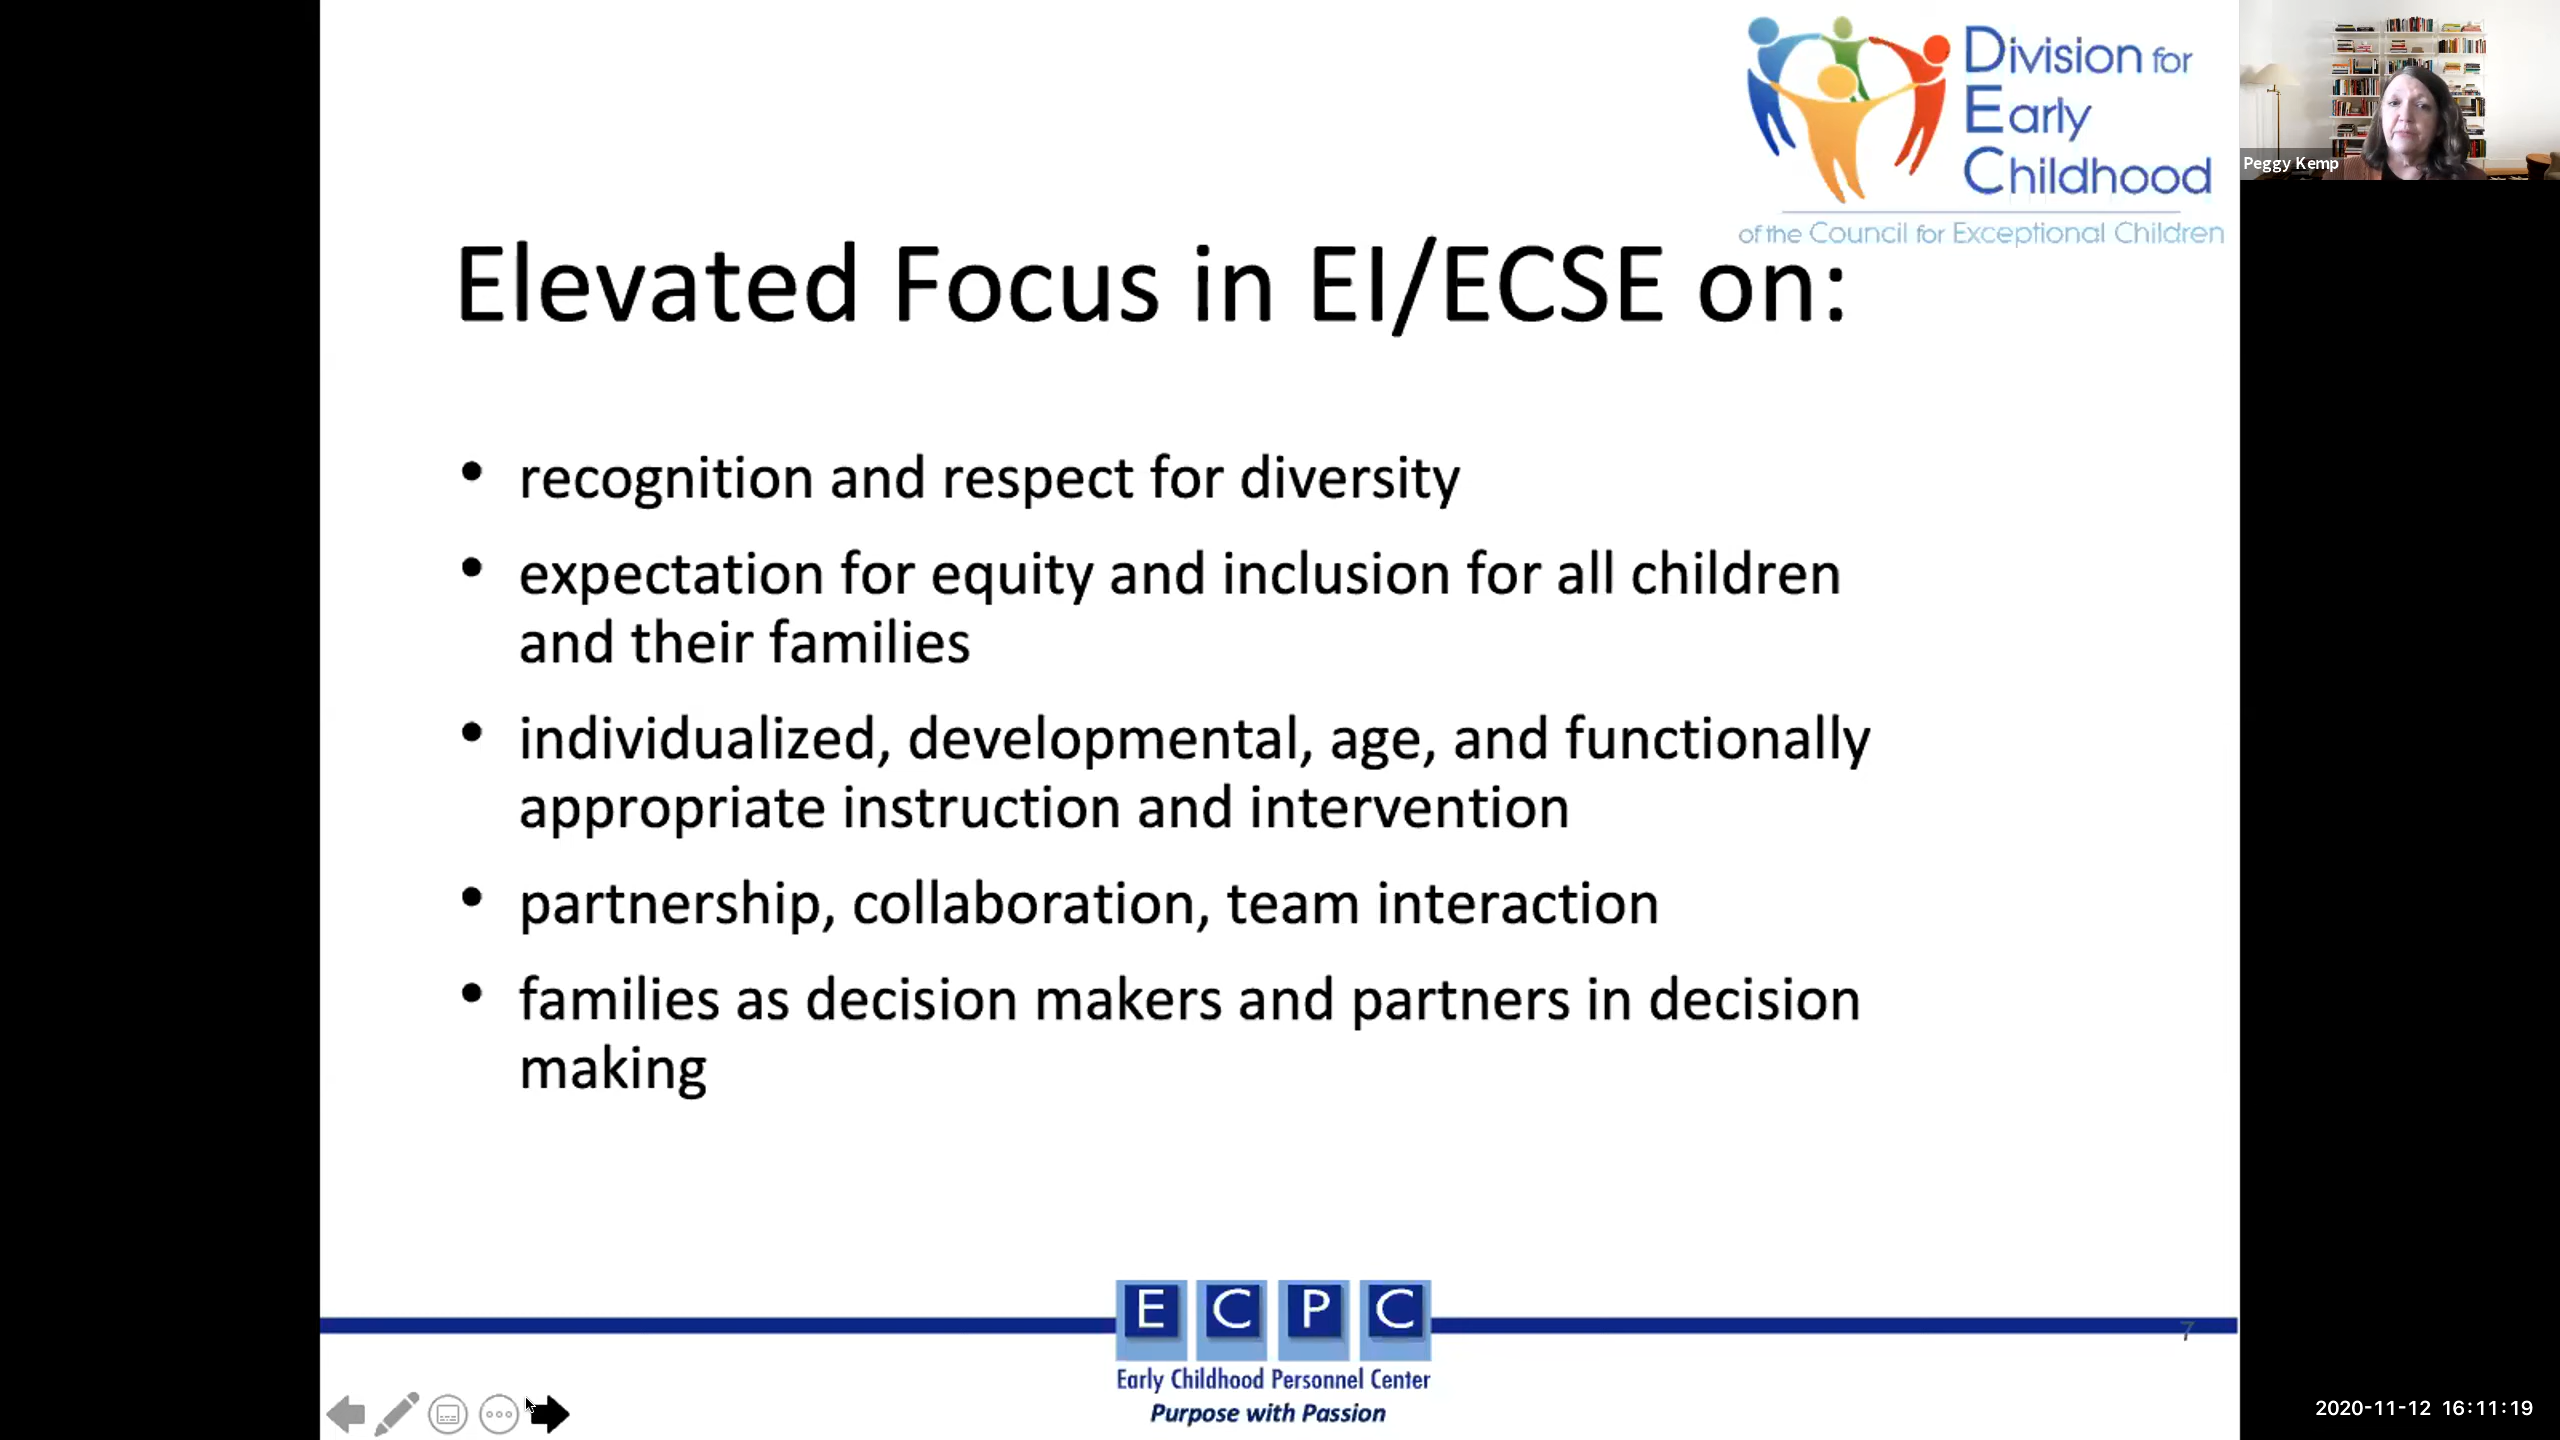 Division for
Early
Childhood
of the Council for Exceptional Children
Peggy Kemp
Elevated Focus in EI/ECSE on:
• recognition and respect for diversity
• expectation for equity and inclusion for all children
and their families
• individualized, developmental, age, and functionally
appropriate instruction and intervention
• partnership, collaboration, team interaction
• families as decision makers and partners in decision
making
E C P C
7
Early Childhood Personnel Center
Purpose with Passion
2020-11-12 16:11:19